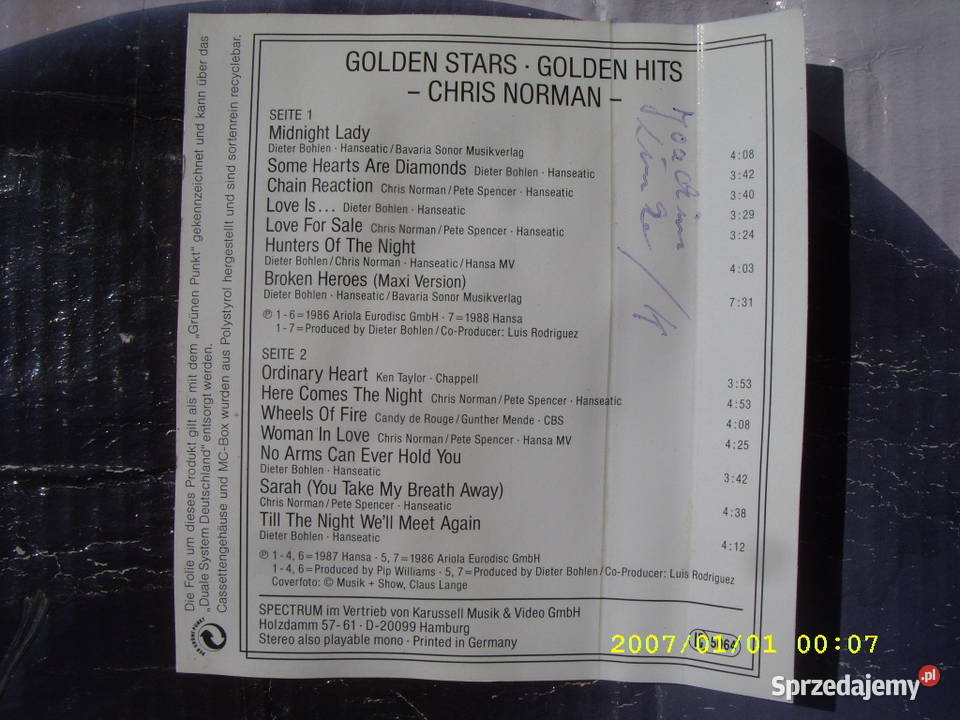 GOLDEN STARS · GOLDEN HITS
– CHRIS NORMAN –
SEITE 1
Midnight Lady
Dieter Bohlen · Hanseatic/Bavaria Sonor Musikverlag 4:08
Some Hearts Are Diamonds Dieter Bohlen · Hanseatic 3:42
Chain Reaction Chris Norman/Pete Spencer · Hanseatic 3:40
Love Is... Dieter Bohlen · Hanseatic 3:29
Love For Sale Chris Norman/Pete Spencer · Hanseatic 3:24
Hunters Of The Night
Dieter Bohlen/Chris Norman · Hanseatic/Hansa MV 4:03
Broken Heroes (Maxi Version)
Dieter Bohlen · Hanseatic/Bavaria Sonor Musikverlag 7:31
℗ 1-6=1986 Ariola Eurodisc GmbH · 7=1988 Hansa
1-7=Produced by Dieter Bohlen/Co-Producer: Luis Rodriguez
SEITE 2
Ordinary Heart Ken Taylor · Chappell 3:53
Here Comes The Night Chris Norman/Pete Spencer · Hanseatic 4:53
Wheels Of Fire Candy de Rouge/Gunther Mende · CBS 4:08
Woman In Love Chris Norman/Pete Spencer · Hansa MV 4:25
No Arms Can Ever Hold You
Dieter Bohlen · Hanseatic 3:42
Sarah (You Take My Breath Away)
Chris Norman/Pete Spencer · Hanseatic 4:38
Till The Night We'll Meet Again
Dieter Bohlen · Hanseatic 4:12
℗ 1-4, 6=1987 Hansa · 5, 7=1986 Ariola Eurodisc GmbH
1-4, 6=Produced by Pip Williams · 5, 7=Produced by Dieter Bohlen/Co-Producer: Luis Rodriguez
Coverfoto: © Musik + Show, Claus Lange
SPECTRUM im Vertrieb von Karussell Musik & Video GmbH
Holzdamm 57-61 · D-20099 Hamburg
Stereo also playable mono · Printed in Germany
Die Folie um dieses Produkt gilt als mit dem „Grünen Punkt" gekennzeichnet und kann über das
„Duale System Deutschland" entsorgt werden.
Cassettengehäuse und MC-Box wurden aus Polystyrol hergestellt und sind sortenrein recyclebar.
DER GRÜNE PUNKT
2007/01/01 00:07
Sprzedajemy.pl